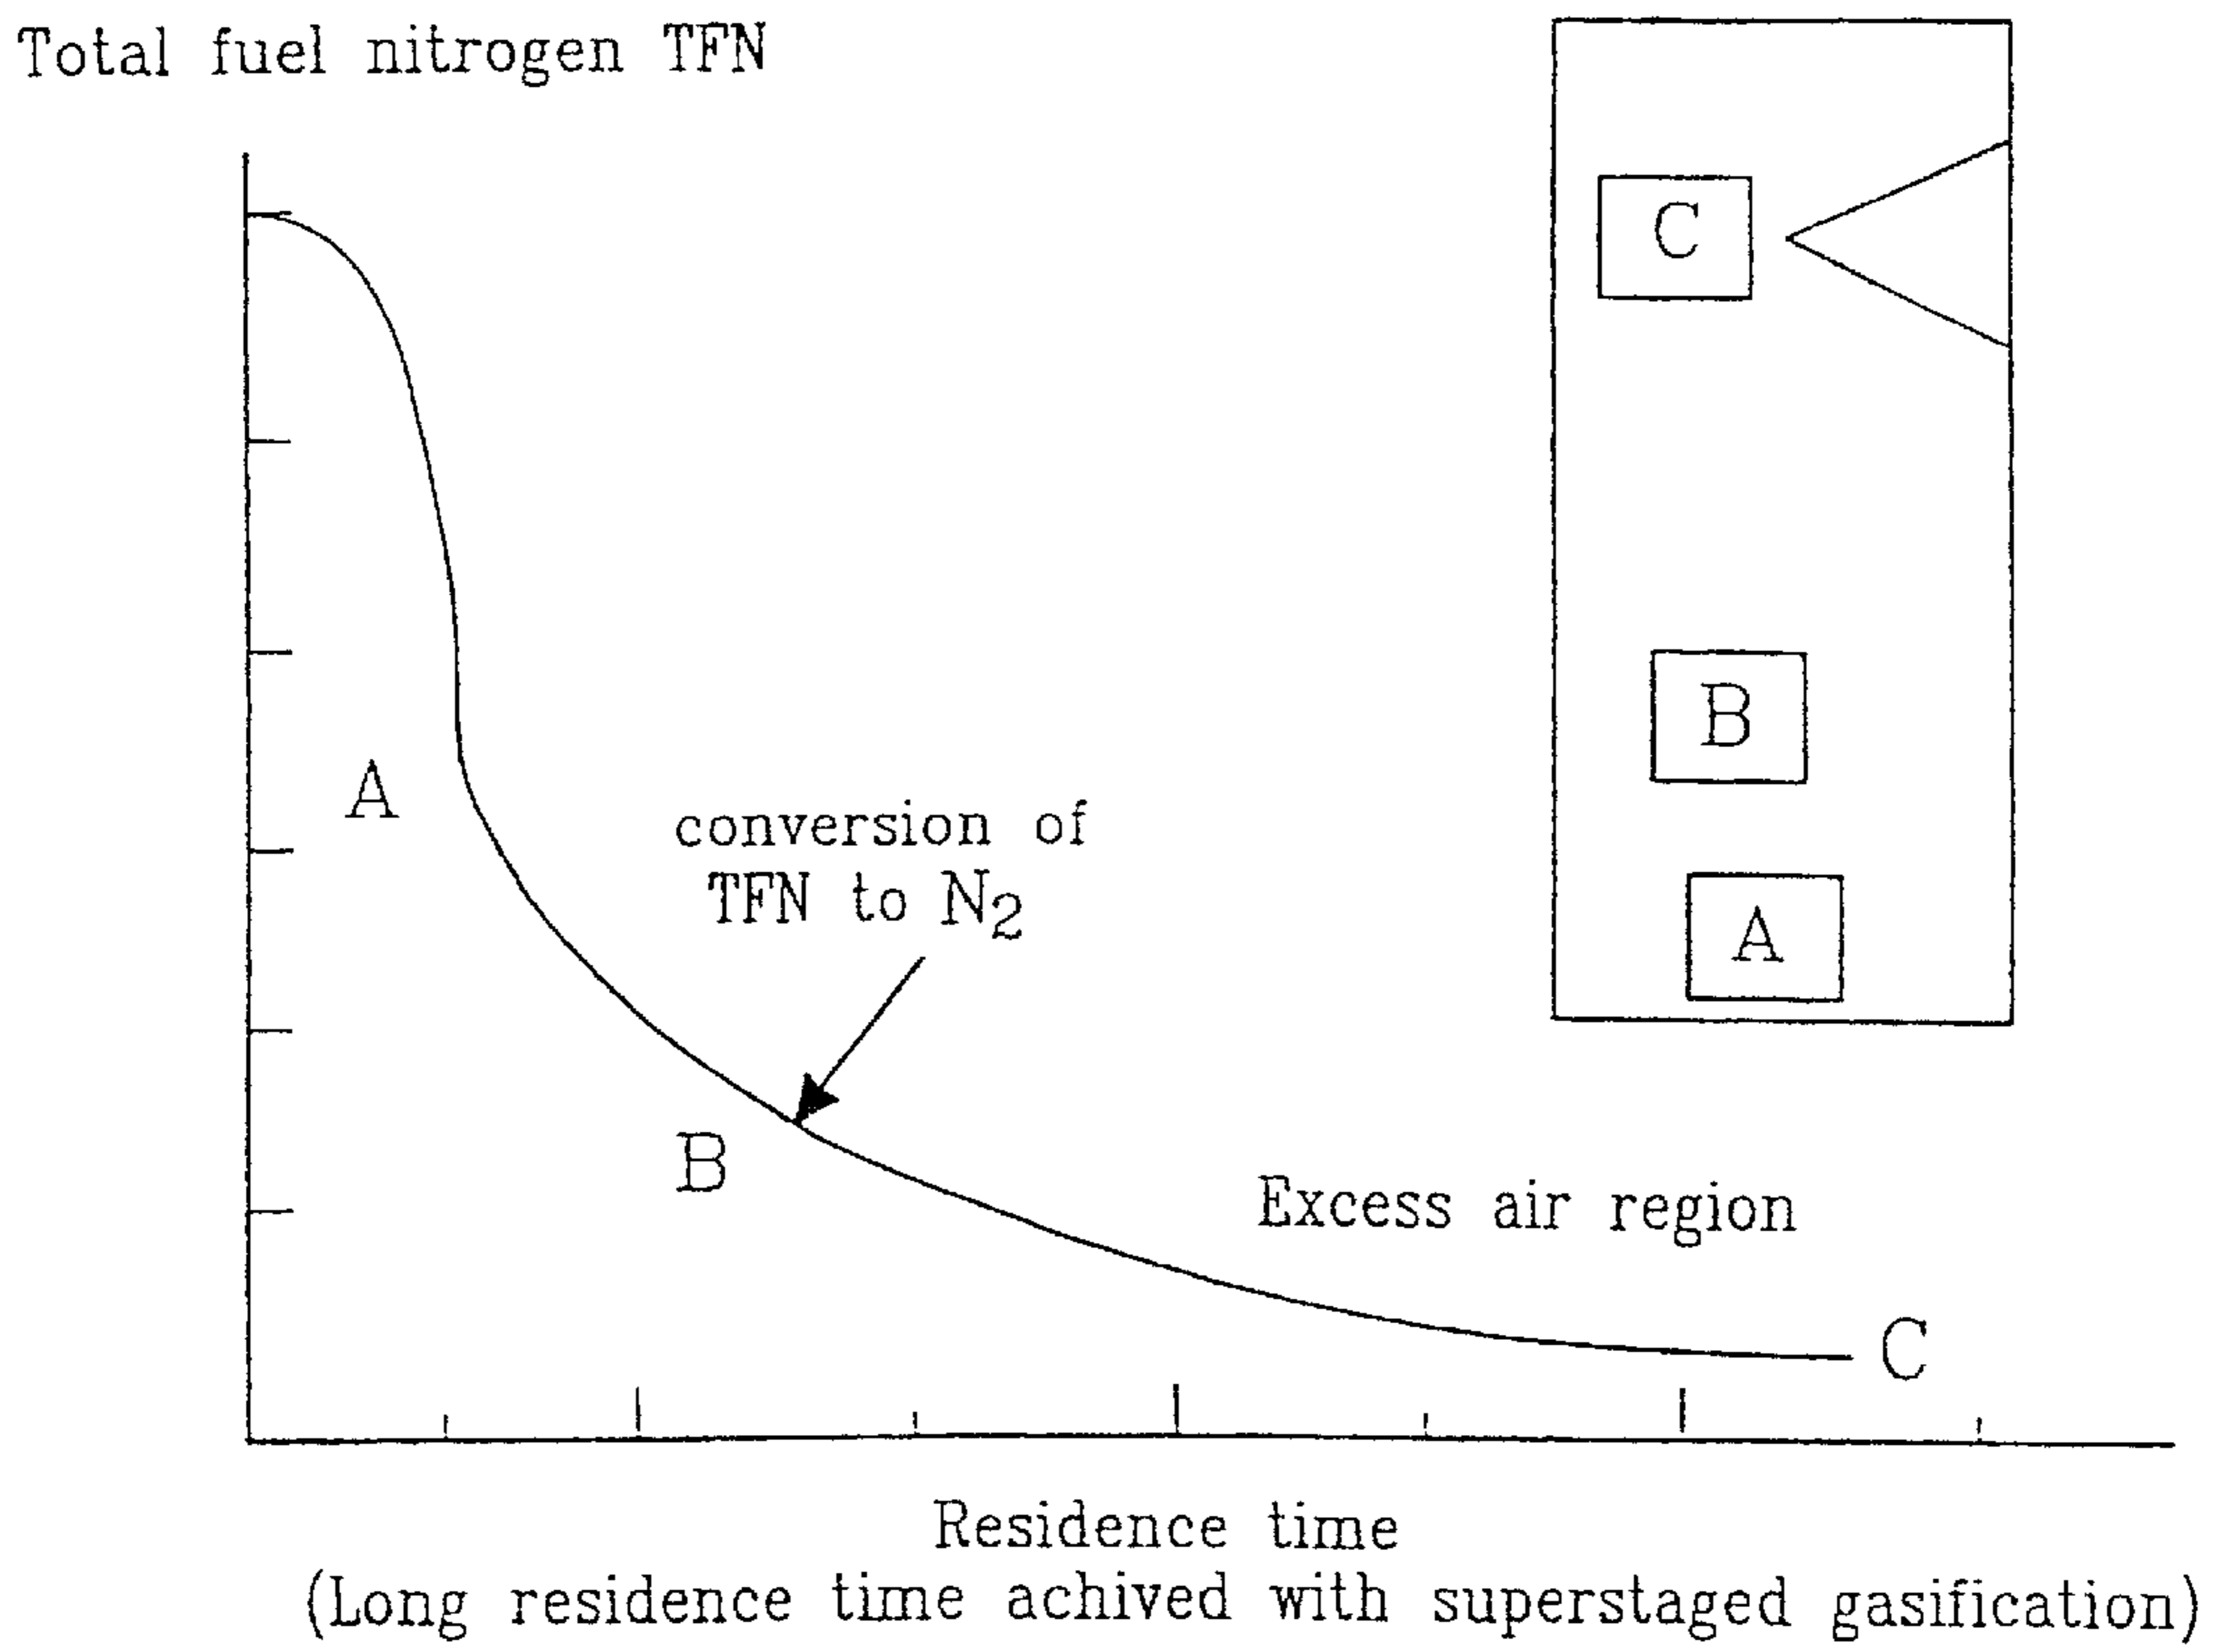 Total fuel nitrogen TFN
C
B
A
A
conversion of
TFN to N2
B
Excess air region
C
Residence time
(Long residence time achived with superstaged gasification)